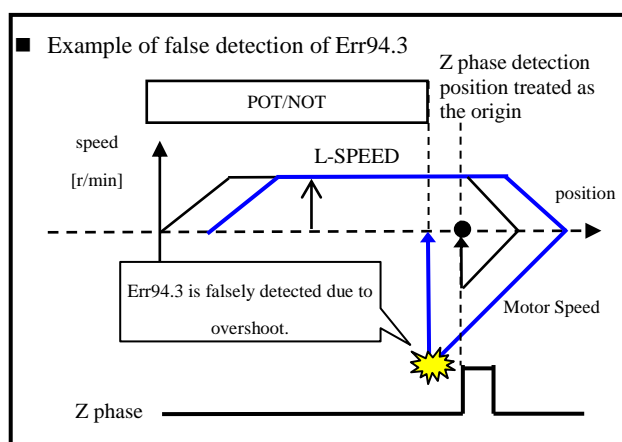 ■ Example of false detection of Err94.3
Z phase detection
position treated as
the origin
POT/NOT
speed
[r/min]
L-SPEED
position
Err94.3 is falsely detected due to
overshoot.
Motor Speed
Z phase